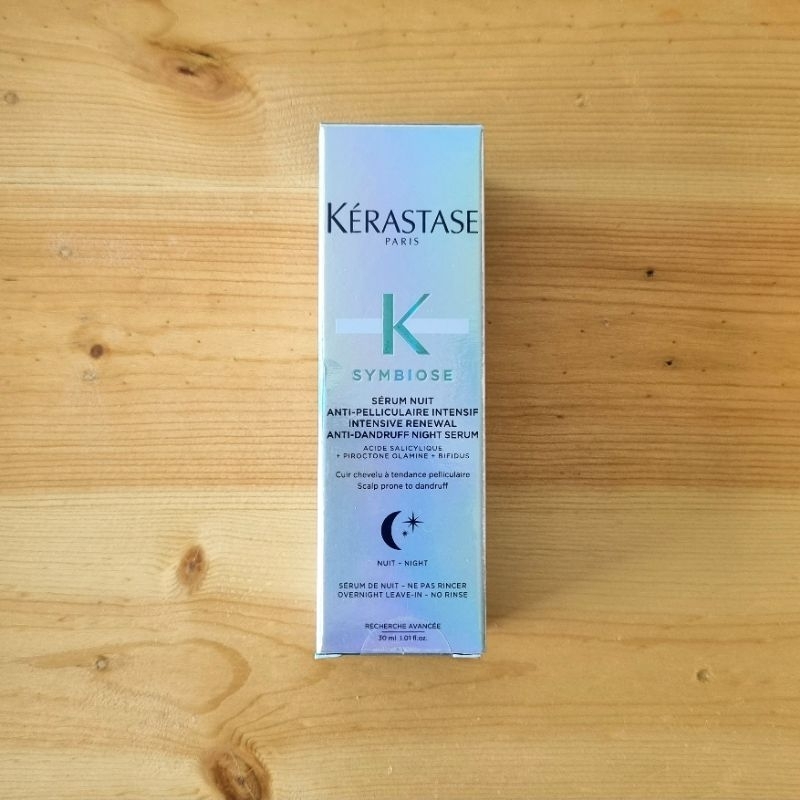 KÉRASTASE
PARIS
K
SYMBIOSE
SÉRUM NUIT
ANTI-PELLICULAIRE INTENSIF
INTENSIVE RENEWAL
ANTI-DANDRUFF NIGHT SERUM
ACIDE SALICYLIQUE
+ PIROCTONE OLAMINE + BIFIDUS
Cuir chevelu à tendance pelliculaire
Scalp prone to dandruff
NUIT - NIGHT
SÉRUM DE NUIT - NE PAS RINCER
OVERNIGHT LEAVE-IN - NO RINSE
RECHERCHE AVANCÉE
30 ml 1.01 fl.oz.